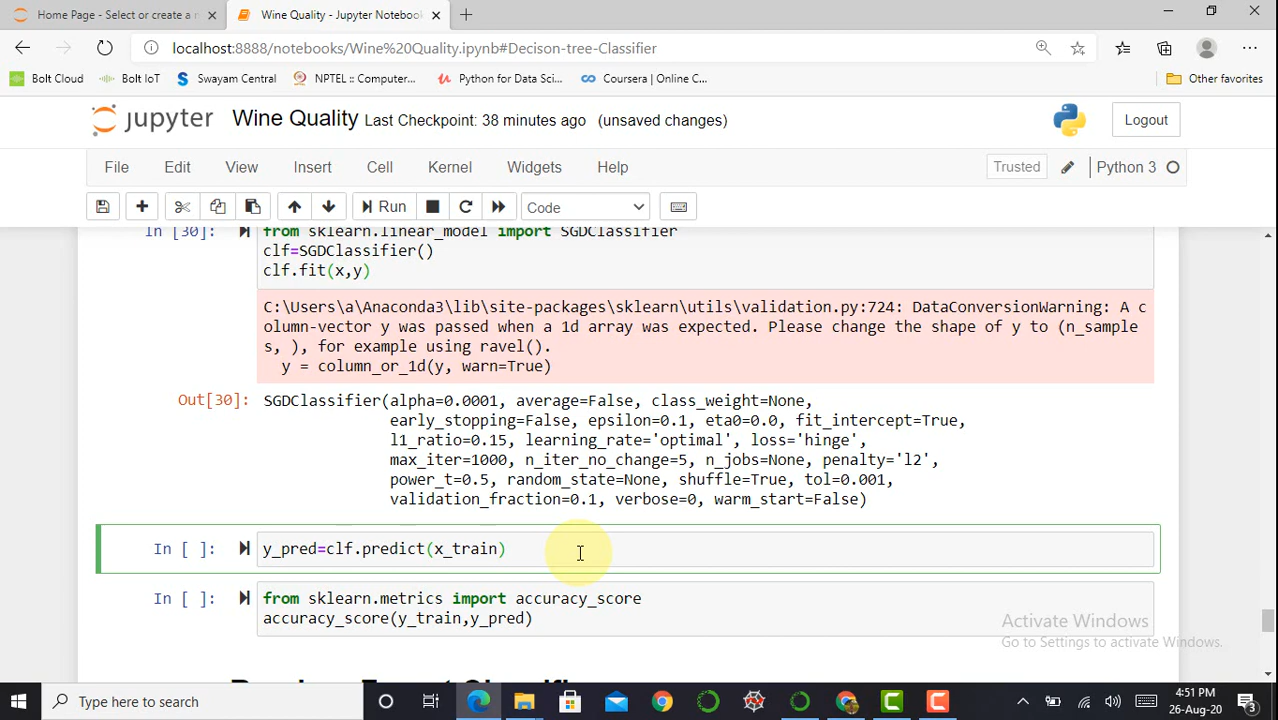 Home Page - Select or create a n
Wine Quality - Jupyter Notebook
localhost:8888/notebooks/Wine%20Quality.ipynb#Decison-tree-Classifier
Bolt Cloud
Bolt IoT
Swayam Central
NPTEL :: Computer...
Python for Data Sci...
Coursera | Online C...
Other favorites
jupyter Wine Quality Last Checkpoint: 38 minutes ago (unsaved changes)
Logout
File Edit View Insert Cell Kernel Widgets Help
Trusted
Python 3
Run
Code
In [30]: from sklearn.linear_model import SGDClassifier
clf=SGDClassifier()
clf.fit(x,y)
C:\Users\a\Anaconda3\lib\site-packages\sklearn\utils\validation.py:724: DataConversionWarning: A c
olumn-vector y was passed when a 1d array was expected. Please change the shape of y to (n_sample
s, ), for example using ravel().
y = column_or_1d(y, warn=True)
Out[30]: SGDClassifier(alpha=0.0001, average=False, class_weight=None,
early_stopping=False, epsilon=0.1, eta0=0.0, fit_intercept=True,
l1_ratio=0.15, learning_rate='optimal', loss='hinge',
max_iter=1000, n_iter_no_change=5, n_jobs=None, penalty='l2',
power_t=0.5, random_state=None, shuffle=True, tol=0.001,
validation_fraction=0.1, verbose=0, warm_start=False)
In [ ]: y_pred=clf.predict(x_train)
In [ ]: from sklearn.metrics import accuracy_score
accuracy_score(y_train,y_pred)
Activate Windows
Go to Settings to activate Windows.
Type here to search
4:51 PM
26-Aug-20
3